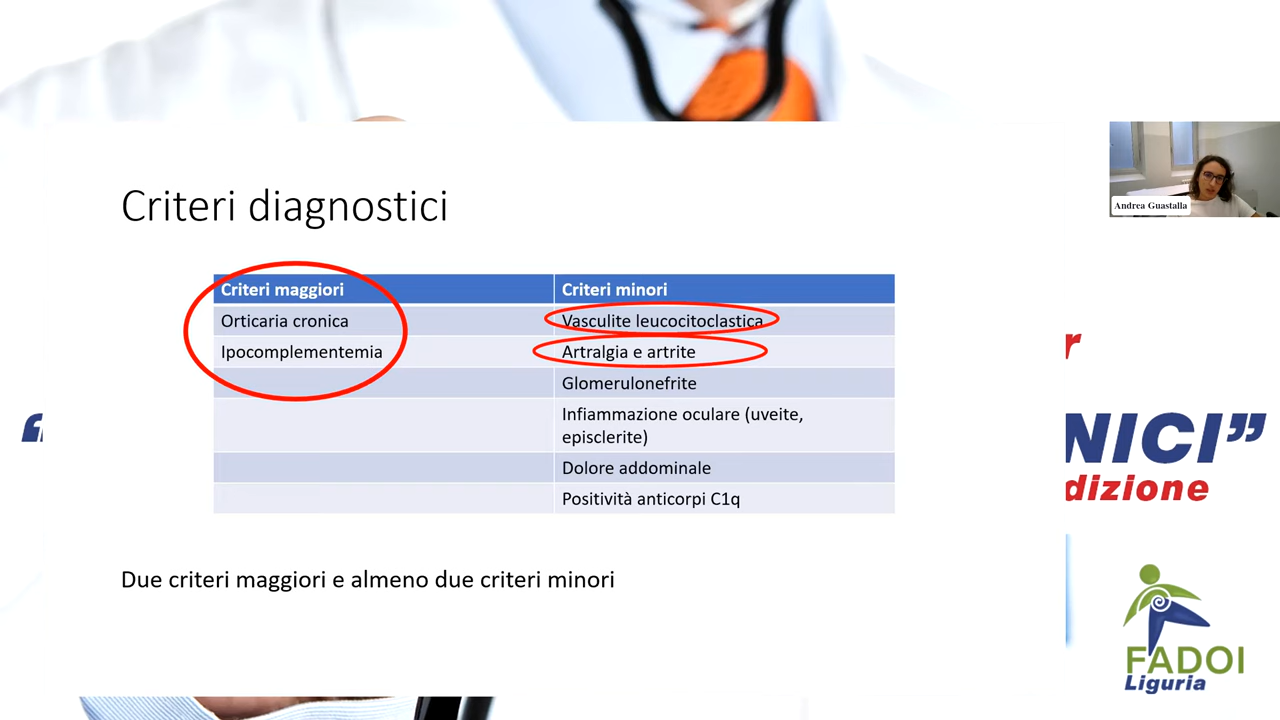 Criteri diagnostici
Andrea Guastalla
Criteri maggiori
Criteri minori
Orticaria cronica
Vasculite leucocitoclastica
Ipocomplementemia
Artralgia e artrite
Glomerulonefrite
Infiammazione oculare (uveite,
episclerite)
Dolore addominale
Positività anticorpi C1q
Due criteri maggiori e almeno due criteri minori
“
r
NICI”
dizione
FADOI
Liguria